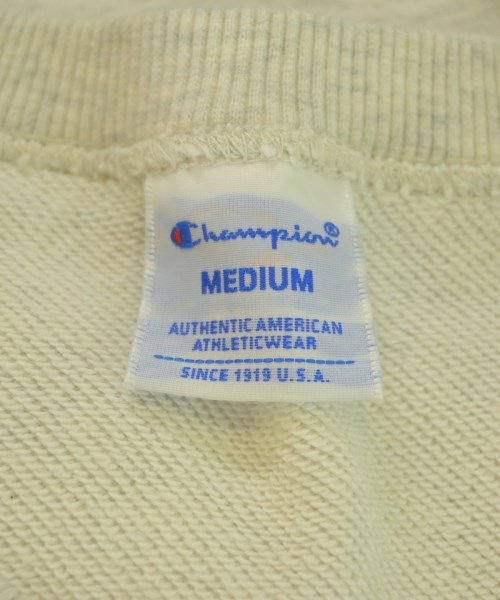 Champion®
MEDIUM
AUTHENTIC AMERICAN
ATHLETICWEAR
SINCE 1919 U.S.A.